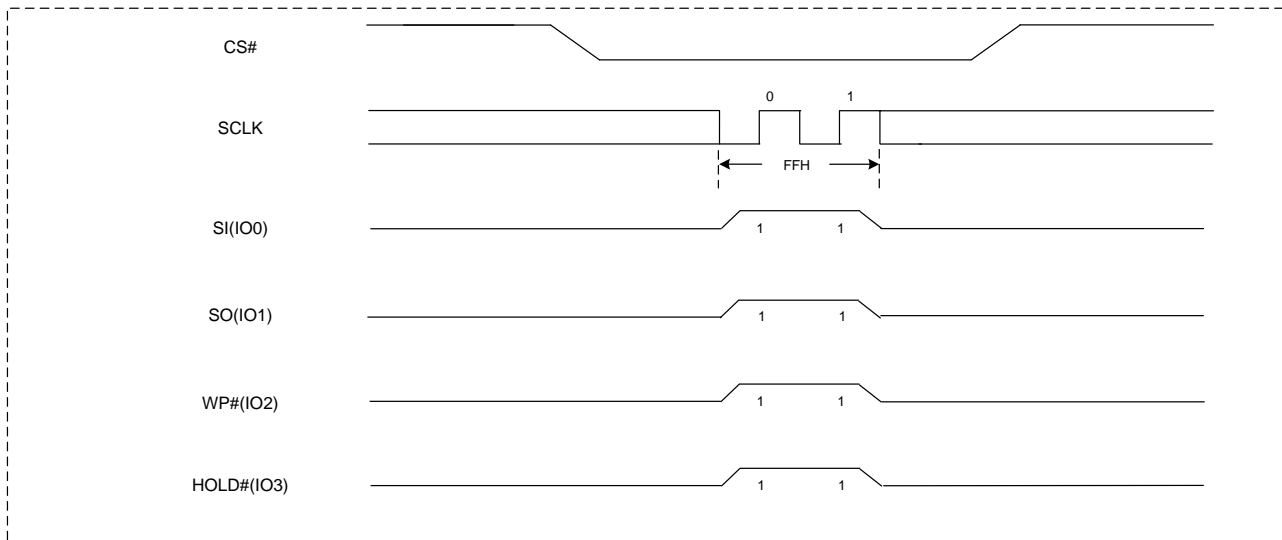 CS#
0 1
SCLK
FFH
SI(IO0)
1 1
SO(IO1)
1 1
WP#(IO2)
1 1
HOLD#(IO3)
1 1